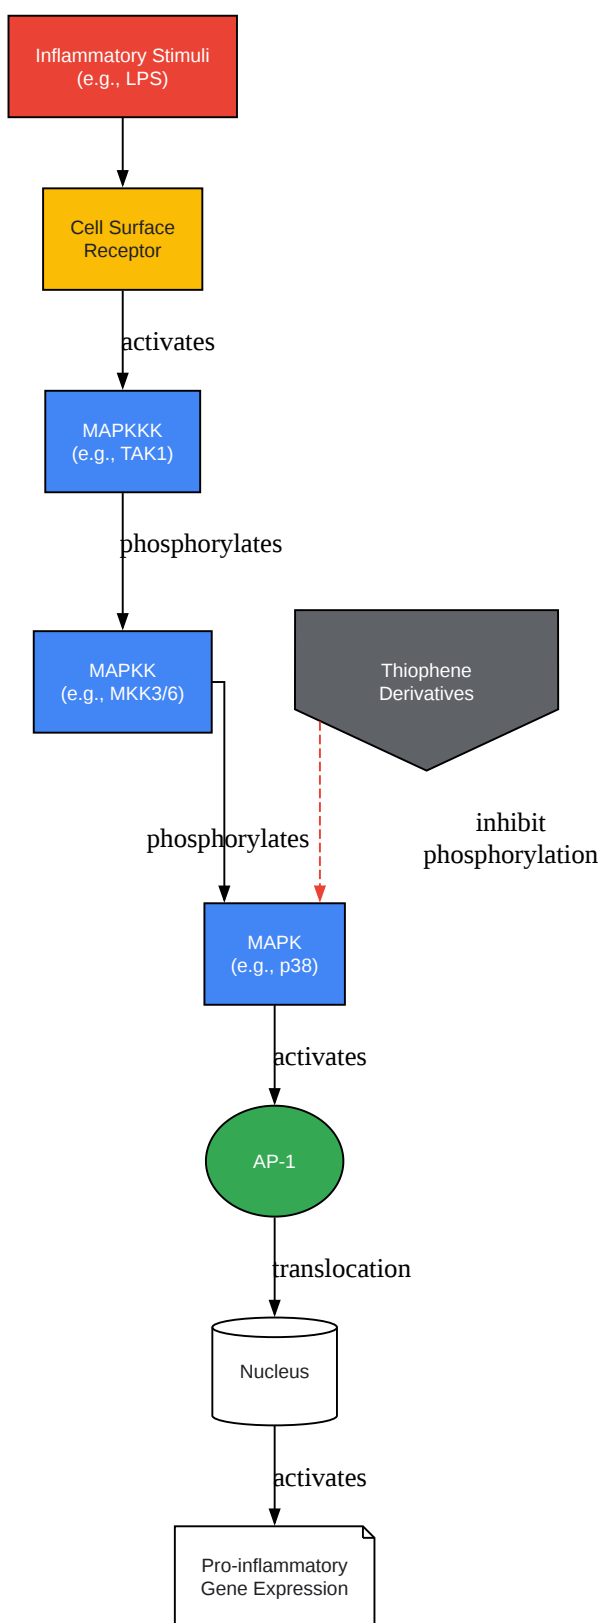 Inflammatory Stimuli
(e.g., LPS)
Cell Surface
Receptor
activates
MAPKKK
(e.g., TAK1)
phosphorylates
MAPKK
(e.g., MKK3/6)
Thiophene
Derivatives
phosphorylates
inhibit
phosphorylation
MAPK
(e.g., p38)
activates
AP-1
translocation
Nucleus
activates
Pro-inflammatory
Gene Expression